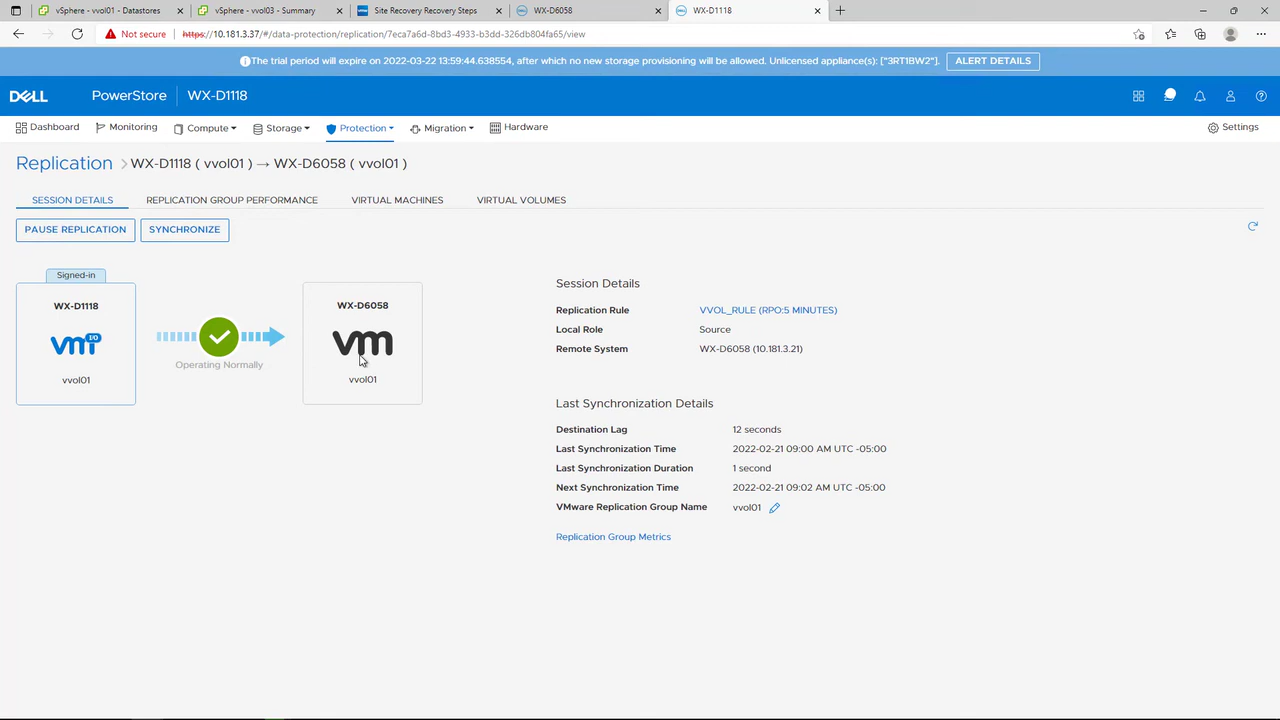 vSphere - vvol01 - Datastores
vSphere - vvol03 - Summary
Site Recovery Recovery Steps
WX-D6058
WX-D1118
Not secure https://10.181.3.37/#/data-protection/replication/7eca7a6d-8bd3-4933-b3dd-326db804fa65/view
The trial period will expire on 2022-03-22 13:59:44.638554, after which no new storage provisioning will be allowed. Unlicensed appliance(s): ["3RT1BW2"]. ALERT DETAILS
DELL PowerStore WX-D1118
Dashboard Monitoring Compute Storage Protection Migration Hardware Settings
Replication > WX-D1118 ( vvol01 ) → WX-D6058 ( vvol01 )
SESSION DETAILS REPLICATION GROUP PERFORMANCE VIRTUAL MACHINES VIRTUAL VOLUMES
PAUSE REPLICATION SYNCHRONIZE
Signed-in
WX-D1118
vm I/O
vvol01
Operating Normally
WX-D6058
vm
vvol01
Session Details
Replication Rule VVOL_RULE (RPO:5 MINUTES)
Local Role Source
Remote System WX-D6058 (10.181.3.21)
Last Synchronization Details
Destination Lag 12 seconds
Last Synchronization Time 2022-02-21 09:00 AM UTC -05:00
Last Synchronization Duration 1 second
Next Synchronization Time 2022-02-21 09:02 AM UTC -05:00
VMware Replication Group Name vvol01
Replication Group Metrics